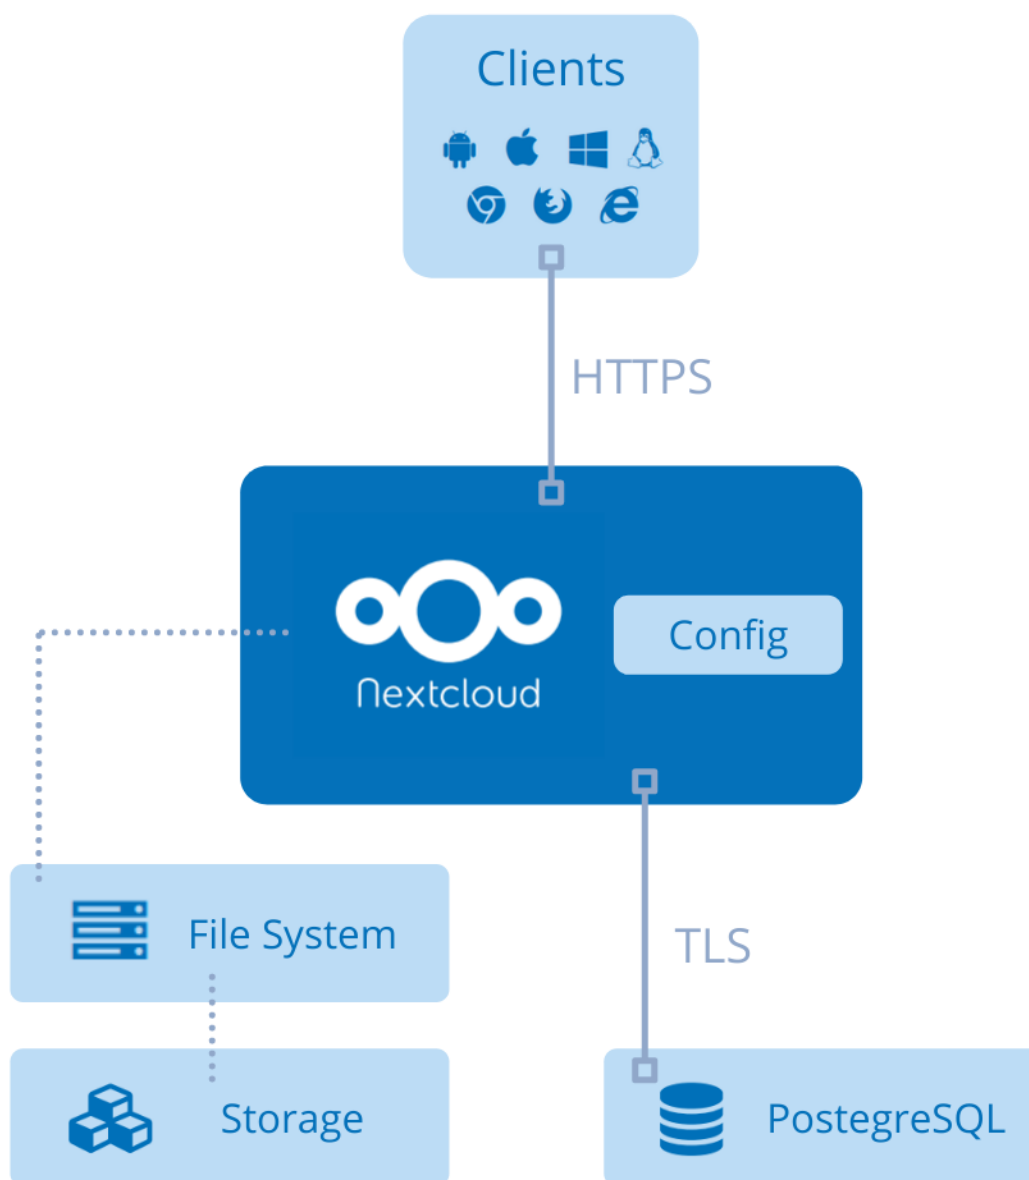 Clients
HTTPS
Nextcloud
Config
File System
TLS
Storage
PostegreSQL